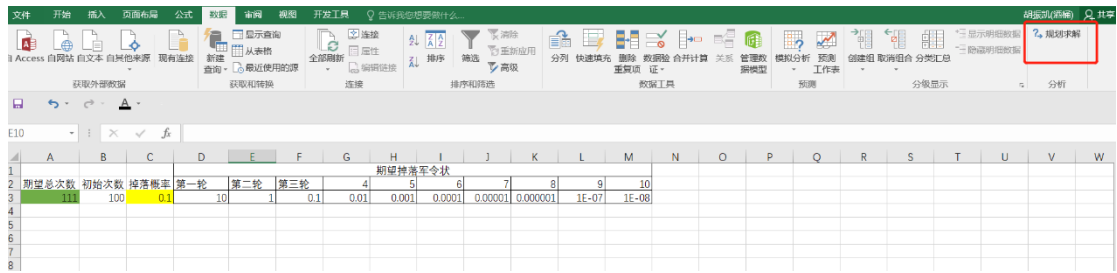 文件 开始 插入 页面布局 公式 数据 审阅 视图 开发工具 告诉我您想要做什么... 胡振凯(酒桶) 共享
Access 自网站 自文本 自其他来源 现有连接 新建查询 显示查询 从表格 最近使用的源 全部刷新 连接 属性 编辑链接 排序 筛选 清除 重新应用 高级 分列 快速填充 删除重复项 数据验证 合并计算 关系 管理数据模型 模拟分析 预测工作表 创建组 取消组合 分类汇总 显示明细数据 隐藏明细数据 规划求解
获取外部数据 获取和转换 连接 排序和筛选 数据工具 预测 分级显示 分析
A
E10 fx
A B C D E F G H I J K L M N O P Q R S T U V W
1 期望掉落军令状
2 期望总次数 初始次数 掉落概率 第一轮 第二轮 第三轮 4 5 6 7 8 9 10
3 111 100 0.1 10 1 0.1 0.01 0.001 0.0001 0.00001 0.000001 1E-07 1E-08
4
5
6
7
8